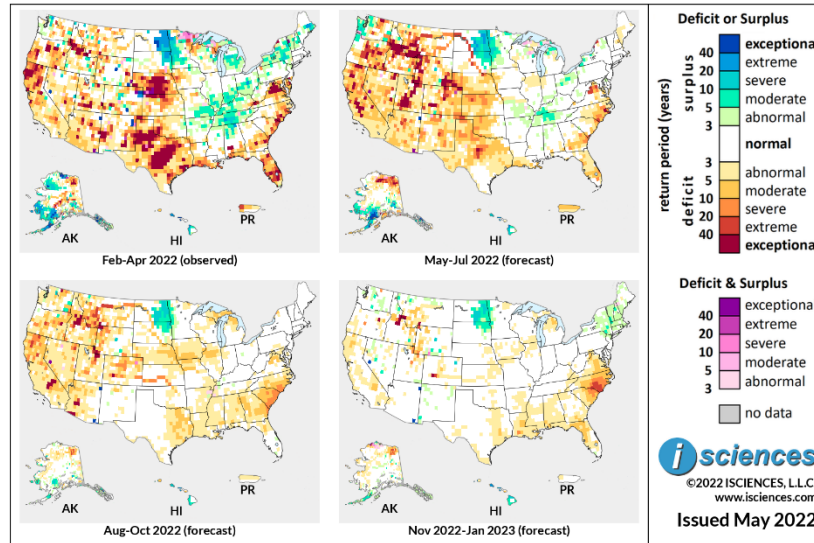 AK
HI
PR
Feb-Apr 2022 (observed)
AK
HI
PR
May-Jul 2022 (forecast)
AK
HI
PR
Aug-Oct 2022 (forecast)
AK
HI
PR
Nov 2022-Jan 2023 (forecast)
Deficit or Surplus
return period (years)
surplus
deficit
40
20
10
5
3
3
5
10
20
40
exceptiona
extreme
severe
moderate
abnormal
normal
abnormal
moderate
severe
extreme
exceptiona
Deficit & Surplus
40
20
10
5
3
exceptiona
extreme
severe
moderate
abnormal
no data
i sciences
©2022 ISCIENCES, L.L.C
www.isciences.com
Issued May 2022